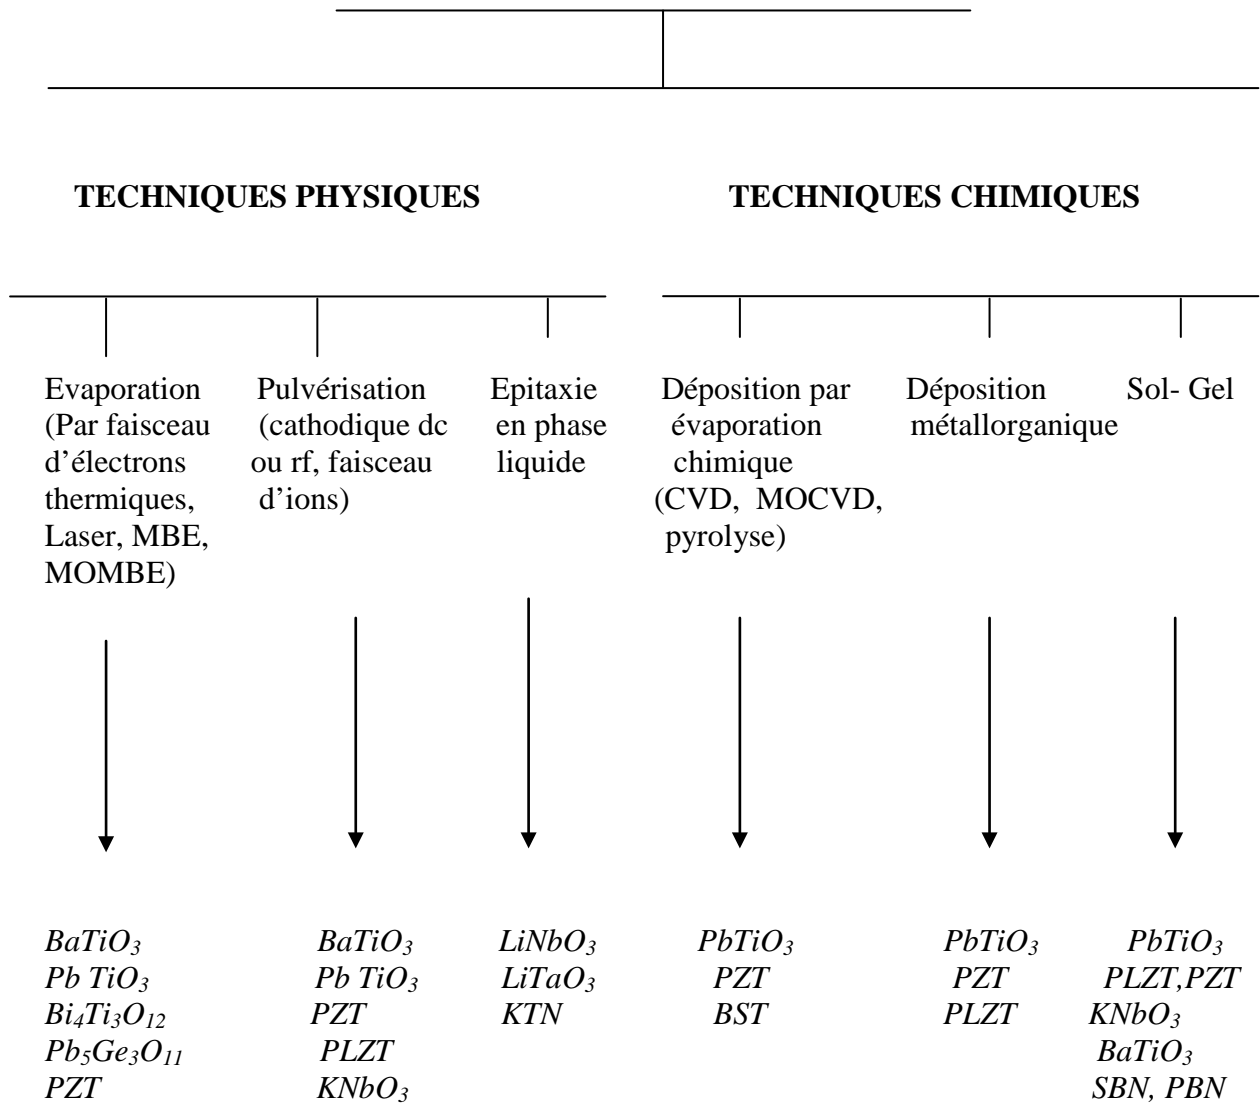 TECHNIQUES PHYSIQUES
TECHNIQUES CHIMIQUES
Evaporation
(Par faisceau
d’électrons
thermiques,
Laser, MBE,
MOMBE)
Pulvérisation
(cathodique dc
ou rf, faisceau
d’ions)
Epitaxie
en phase
liquide
Déposition par
évaporation
chimique
(CVD, MOCVD,
pyrolyse)
Déposition
métallorganique
Sol- Gel
BaTiO₃
Pb TiO₃
Bi₄Ti₃O₁₂
Pb₅Ge₃O₁₁
PZT
BaTiO₃
Pb TiO₃
PZT
PLZT
KNbO₃
LiNbO₃
LiTaO₃
KTN
PbTiO₃
PZT
BST
PbTiO₃
PZT
PLZT
PbTiO₃
PLZT,PZT
KNbO₃
BaTiO₃
SBN, PBN